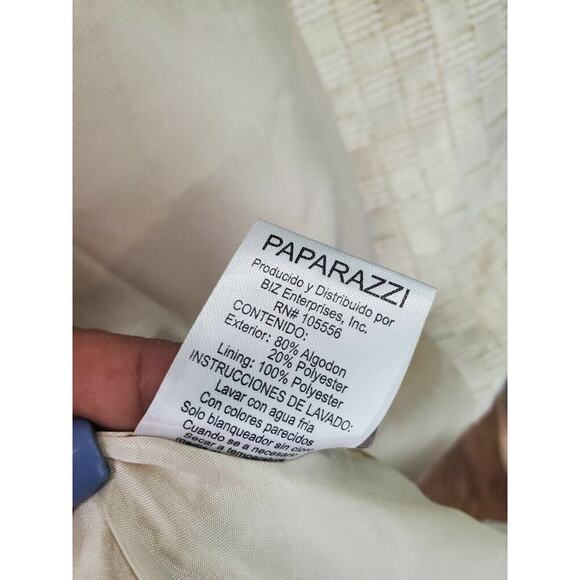 PAPARAZZI
Producido y Distribuido por
BIZ Enterprises, Inc.
RN# 105556
CONTENIDO:
Exterior: 80% Algodon
20% Polyester
Lining: 100% Polyester
INSTRUCCIONES DE LAVADO:
Lavar con agua fria
Con colores parecidos
Solo blanqueador sin
Cuando se a necesario
Secar a